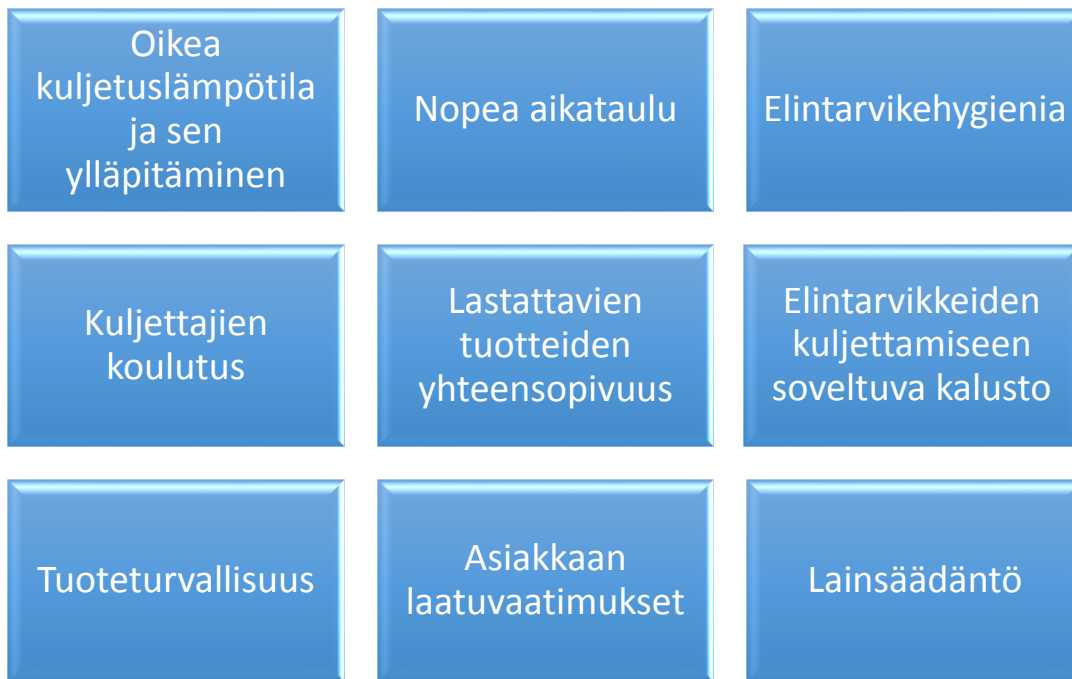 Oikea
kuljetuslämpötila
ja sen
ylläpitäminen
Nopea aikataulu
Elintarvikehygienia
Kuljettajien
koulutus
Lastattavien
tuotteiden
yhteensopivuus
Elintarvikkeiden
kuljettamiseen
soveltuva kalusto
Tuoteturvallisuus
Asiakkaan
laatuvaatimukset
Lainsäädäntö